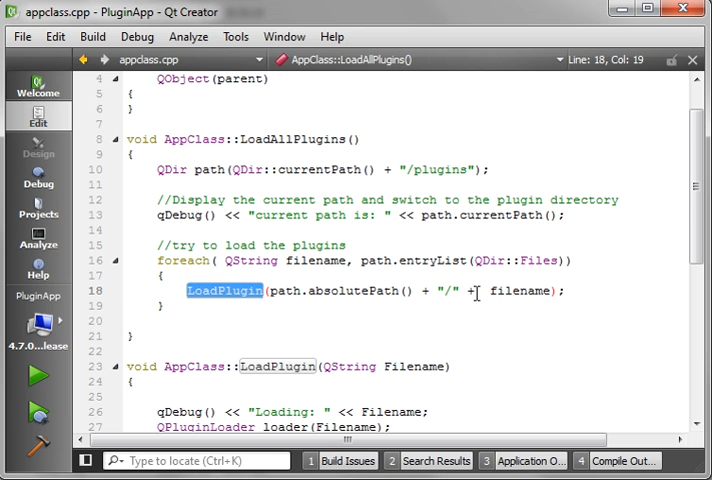 appclass.cpp - PluginApp - Qt Creator
File Edit Build Debug Analyze Tools Window Help
appclass.cpp AppClass::LoadAllPlugins() Line: 18, Col: 19
Qt
Welcome
Edit
Design
Debug
Projects
Analyze
Help
PluginApp
4.7.0...lease
4 QObject(parent)
5 {
6 }
7
8 void AppClass::LoadAllPlugins()
9 {
10 QDir path(QDir::currentPath() + "/plugins");
11
12 //Display the current path and switch to the plugin directory
13 qDebug() << "current path is: " << path.currentPath();
14
15 //try to load the plugins
16 foreach( QString filename, path.entryList(QDir::Files))
17 {
18 LoadPlugin(path.absolutePath() + "/" + filename);
19 }
20
21 }
22
23 void AppClass::LoadPlugin(QString Filename)
24 {
25
26 qDebug() << "Loading: " << Filename;
27 QPluginLoader loader(Filename);
Type to locate (Ctrl+K) 1 Build Issues 2 Search Results 3 Application O... 4 Compile Out...